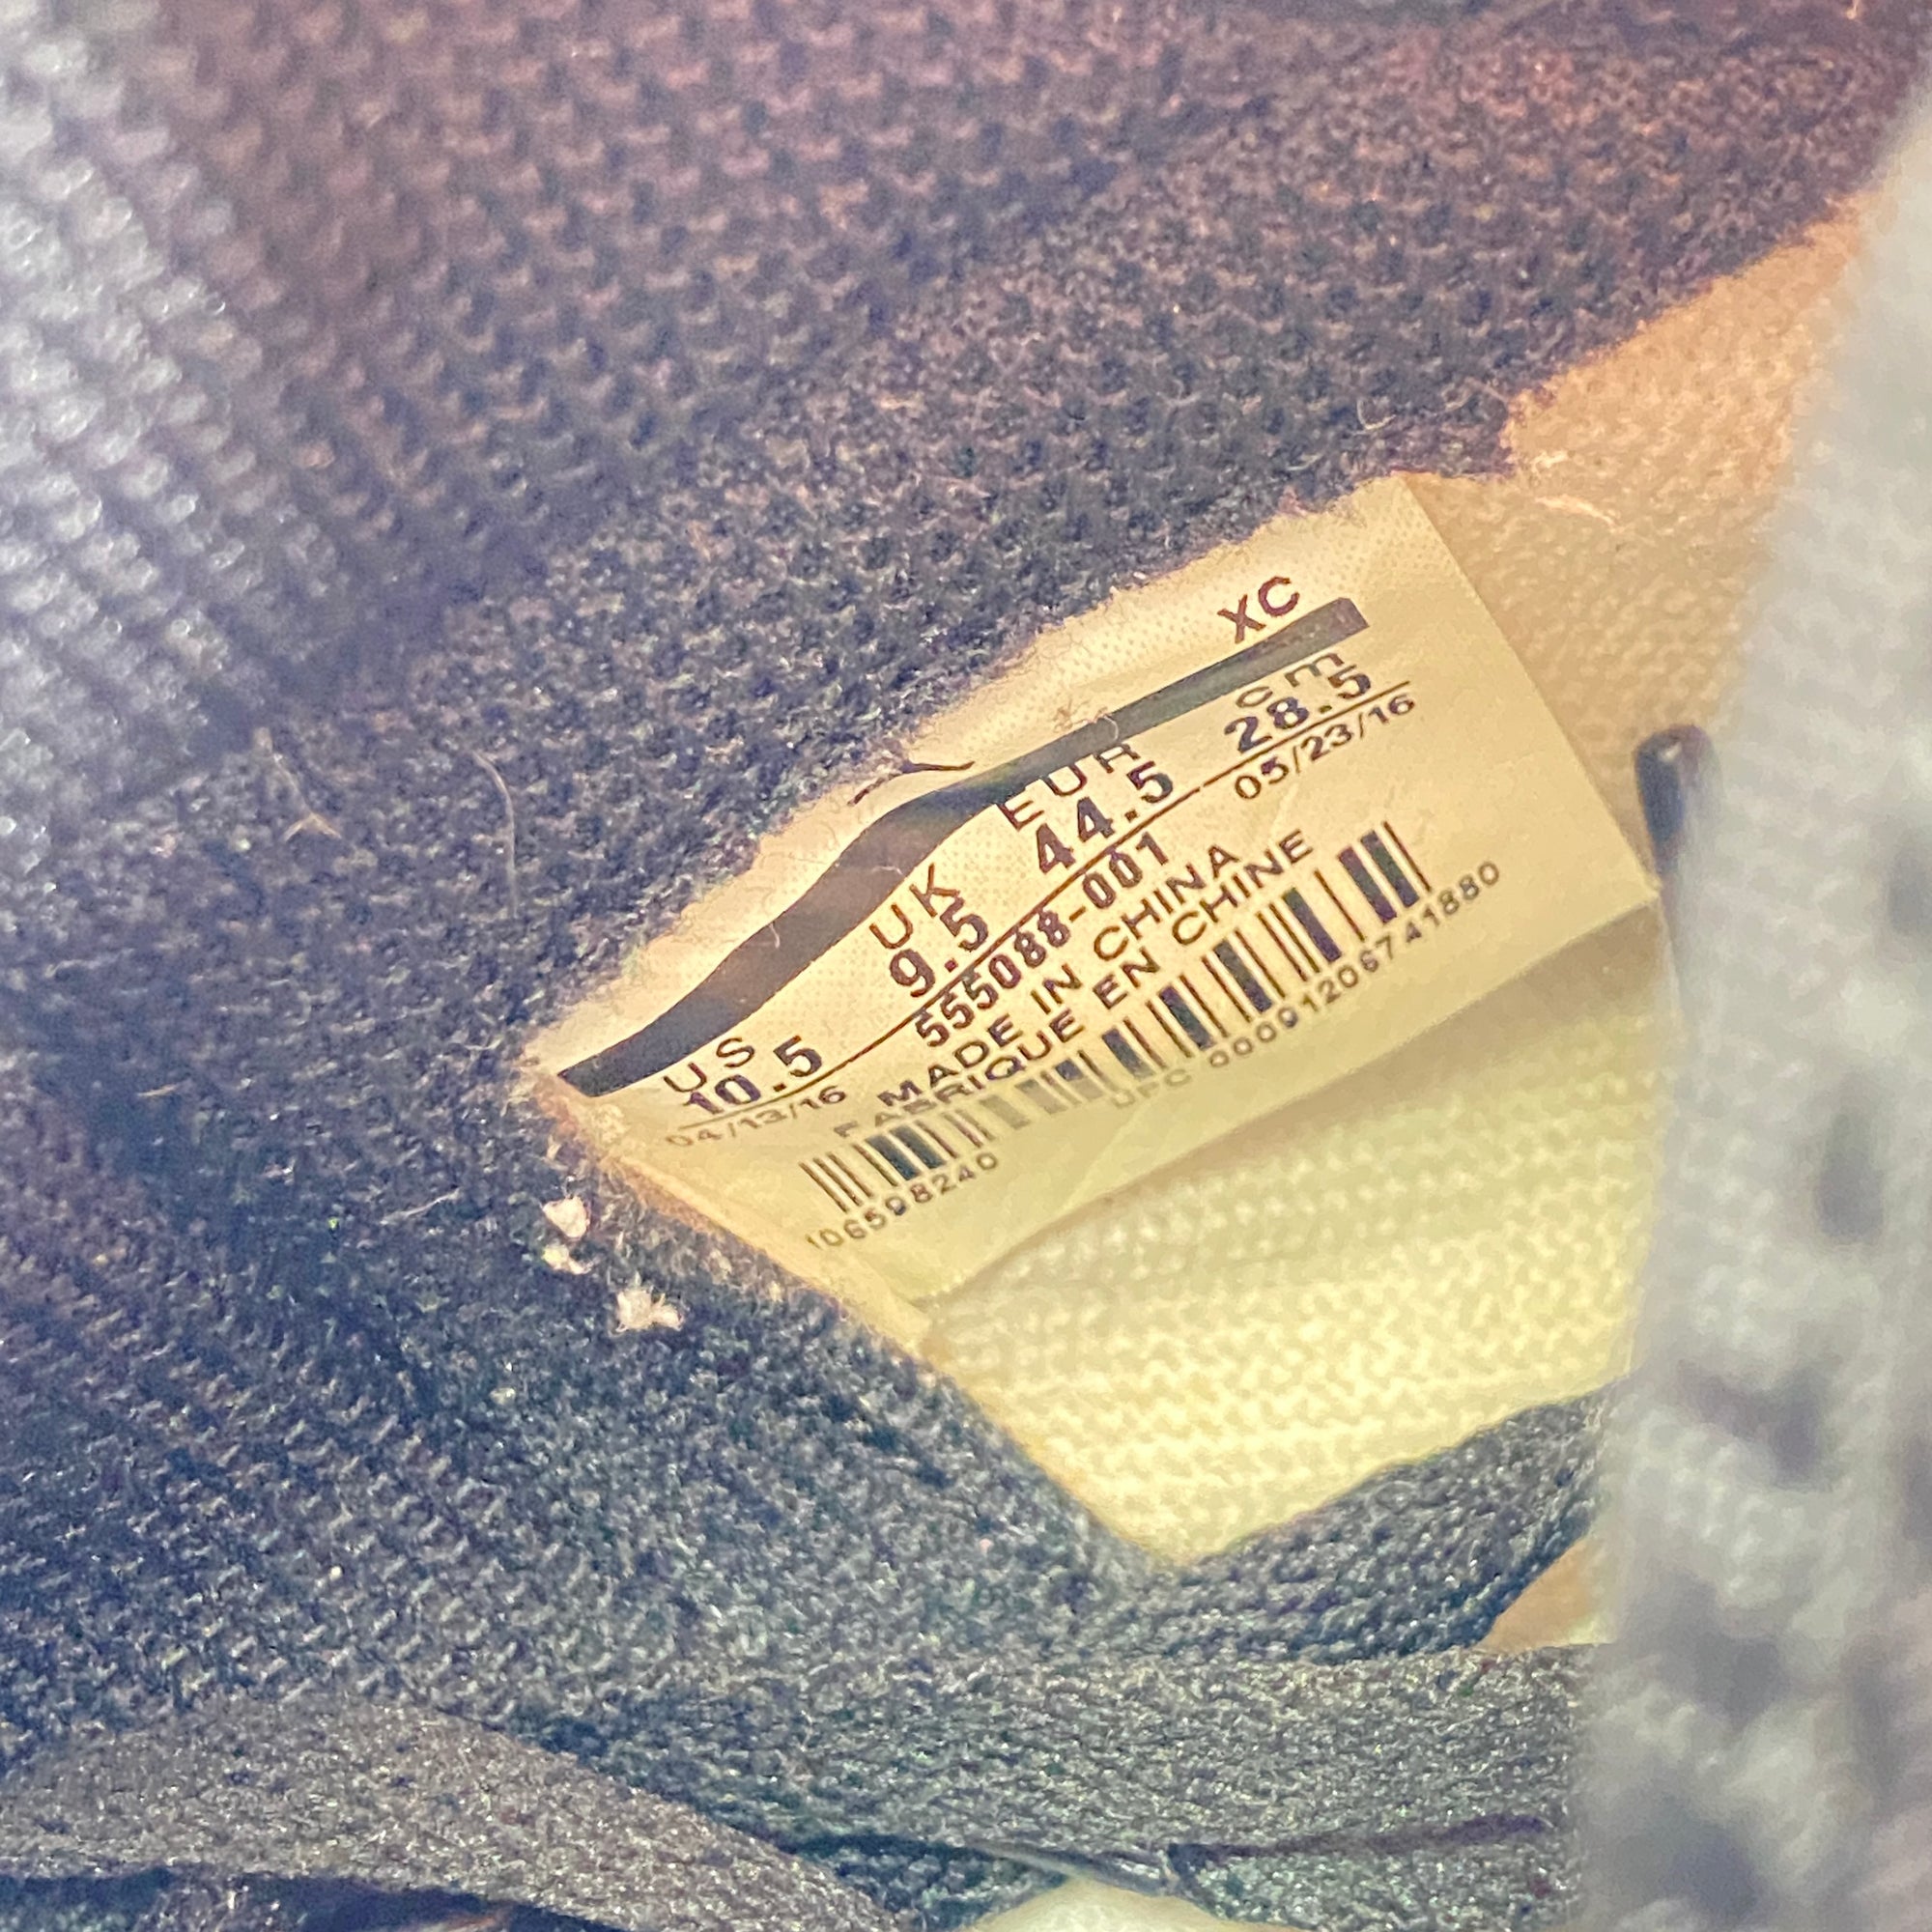 XC
US UK EUR cm
10.5 9.5 44.5 28.5
04/13/16 555088-001 05/23/16
MADE IN CHINA
FABRIQUE EN CHINE
UPC 00091206741880
106598240